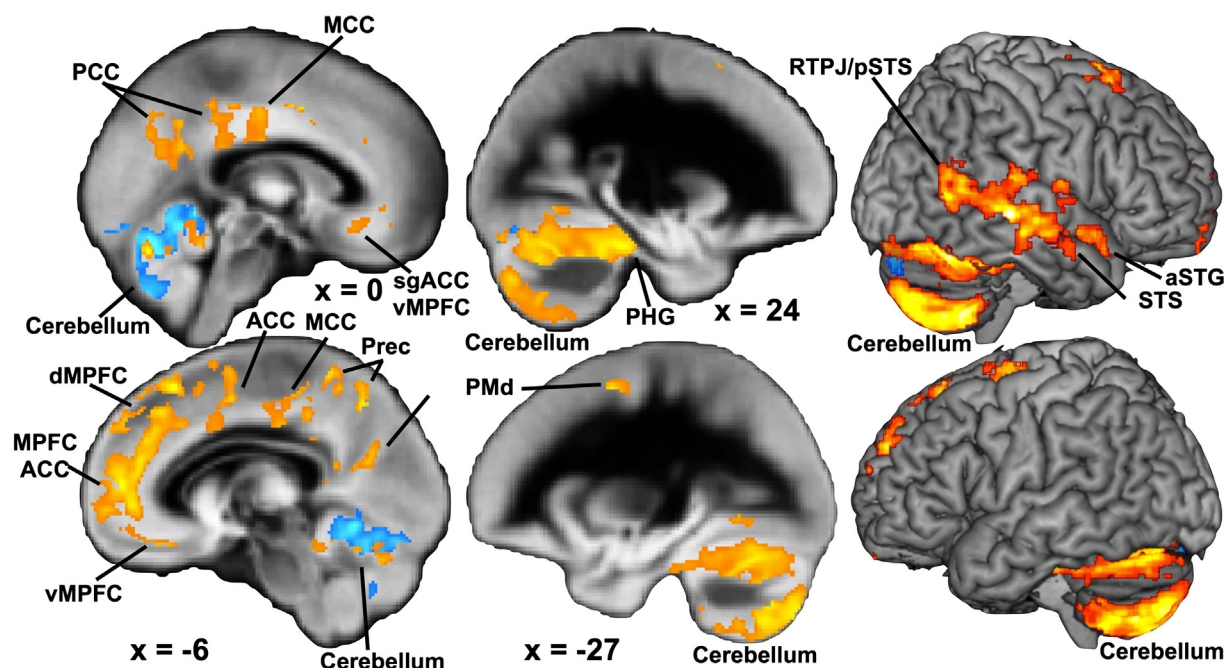 MCC
PCC
Cerebellum
x = 0
sgACC
vMPFC
PHG
x = 24
Cerebellum
RTPJ/pSTS
aSTG
STS
Cerebellum
ACC
MCC
Prec
dMPFC
MPFC
ACC
vMPFC
x = -6
Cerebellum
PMd
x = -27
Cerebellum
Cerebellum